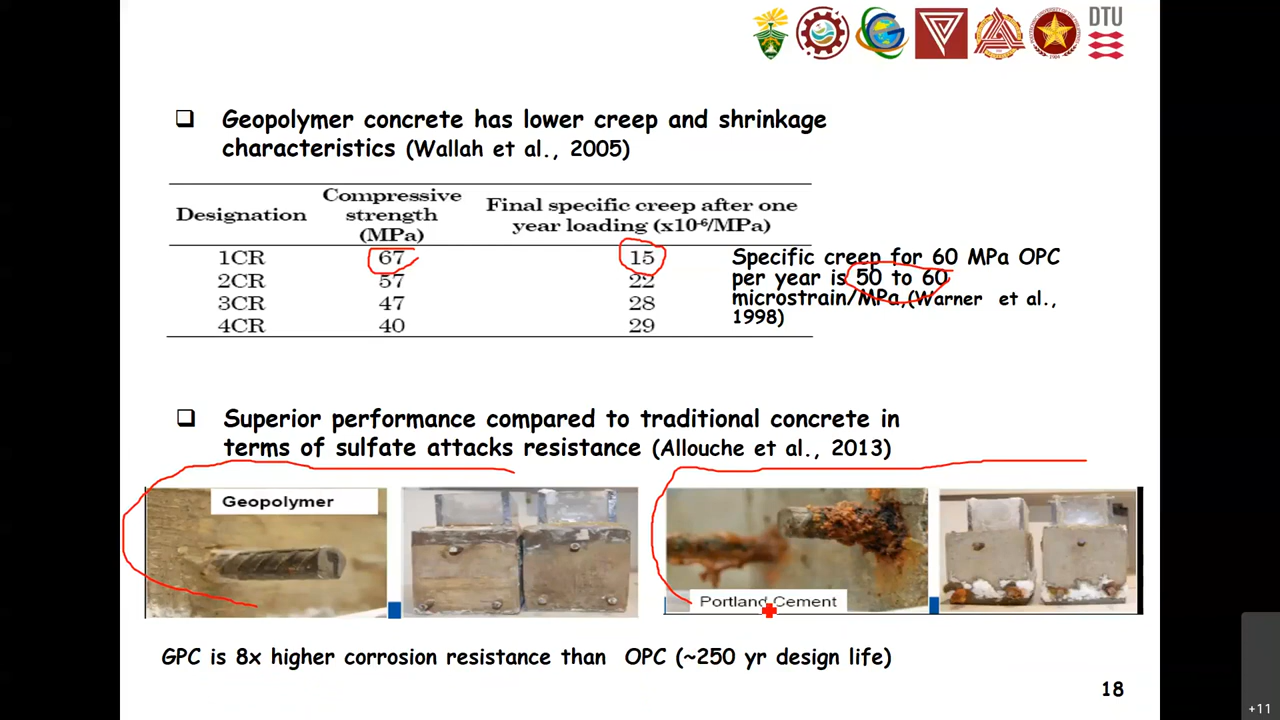 DTU
Geopolymer concrete has lower creep and shrinkage
characteristics (Wallah et al., 2005)
Designation Compressive strength (MPa) Final specific creep after one year loading (x10⁻⁶/MPa)
1CR 67 15
2CR 57 22
3CR 47 28
4CR 40 29
Specific creep for 60 MPa OPC
per year is 50 to 60
microstrain/MPa,(Warner et al.,
1998)
Superior performance compared to traditional concrete in
terms of sulfate attacks resistance (Allouche et al., 2013)
Geopolymer
Portland Cement
GPC is 8x higher corrosion resistance than OPC (~250 yr design life)
18
+11